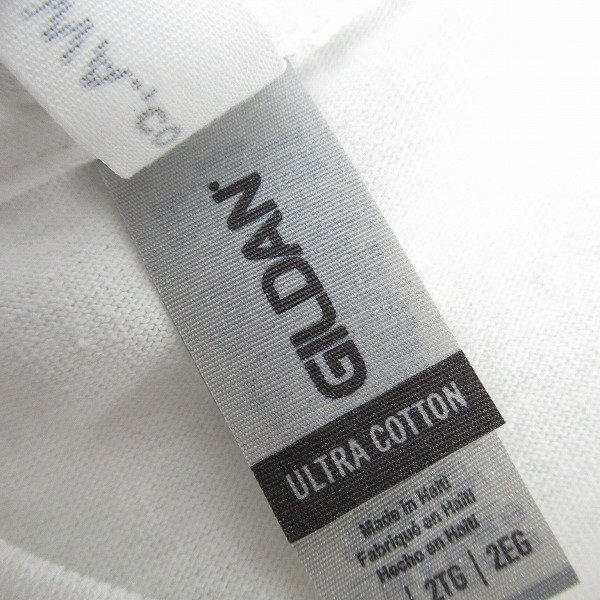 GILDAN
ULTRA COTTON
Made in Haiti
Fabriqué en Haïti
Hecho en Haití
| 2TG | 2EG